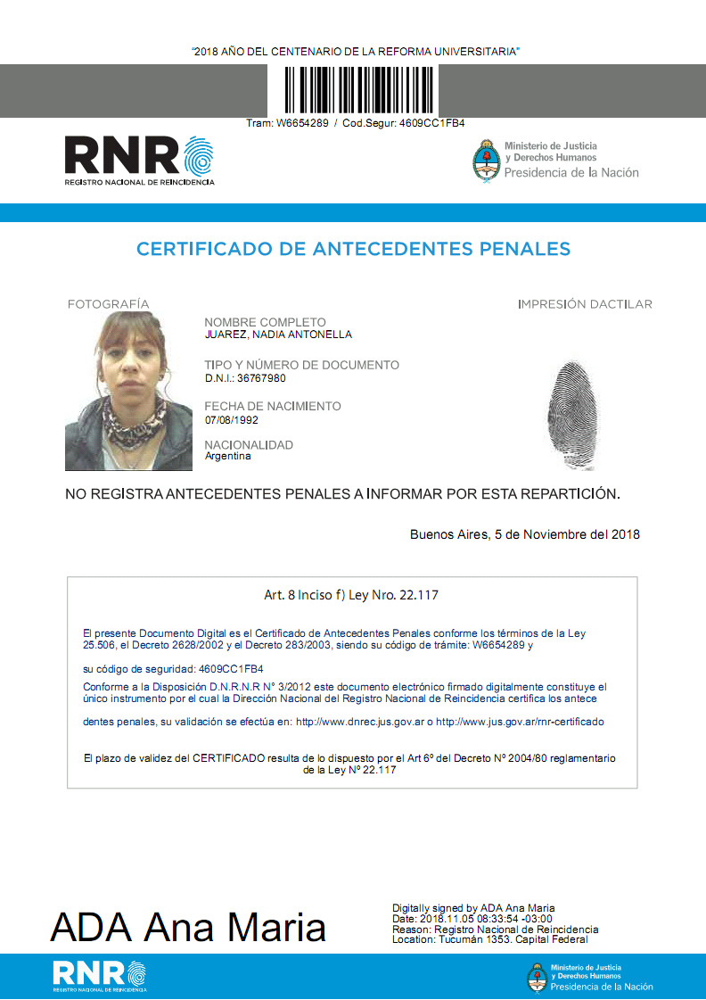 “2018 AÑO DEL CENTENARIO DE LA REFORMA UNIVERSITARIA”
Tram: W6654289 / Cod.Segur: 4609CC1FB4
RNR
REGISTRO NACIONAL DE REINCIDENCIA
Ministerio de Justicia
y Derechos Humanos
Presidencia de la Nación
CERTIFICADO DE ANTECEDENTES PENALES
FOTOGRAFÍA
IMPRESIÓN DACTILAR
NOMBRE COMPLETO
JUAREZ, NADIA ANTONELLA
TIPO Y NÚMERO DE DOCUMENTO
D.N.I.: 36767980
FECHA DE NACIMIENTO
07/08/1992
NACIONALIDAD
Argentina
NO REGISTRA ANTECEDENTES PENALES A INFORMAR POR ESTA REPARTICIÓN.
Buenos Aires, 5 de Noviembre del 2018
Art. 8 Inciso f) Ley Nro. 22.117
El presente Documento Digital es el Certificado de Antecedentes Penales conforme los términos de la Ley
25.506, el Decreto 2628/2002 y el Decreto 283/2003, siendo su código de trámite: W6654289 y
su código de seguridad: 4609CC1FB4
Conforme a la Disposición D.N.R.N.R N° 3/2012 este documento electrónico firmado digitalmente constituye el
único instrumento por el cual la Dirección Nacional del Registro Nacional de Reincidencia certifica los antece
dentes penales, su validación se efectúa en: http://www.dnrec.jus.gov.ar o http://www.jus.gov.ar/rnr-certificado
El plazo de validez del CERTIFICADO resulta de lo dispuesto por el Art 6º del Decreto Nº 2004/80 reglamentario
de la Ley Nº 22.117
ADA Ana Maria
Digitally signed by ADA Ana Maria
Date: 2018.11.05 08:33:54 -03:00
Reason: Registro Nacional de Reincidencia
Location: Tucumán 1353. Capital Federal
RNR
REGISTRO NACIONAL DE REINCIDENCIA
Ministerio de Justicia
y Derechos Humanos
Presidencia de la Nación